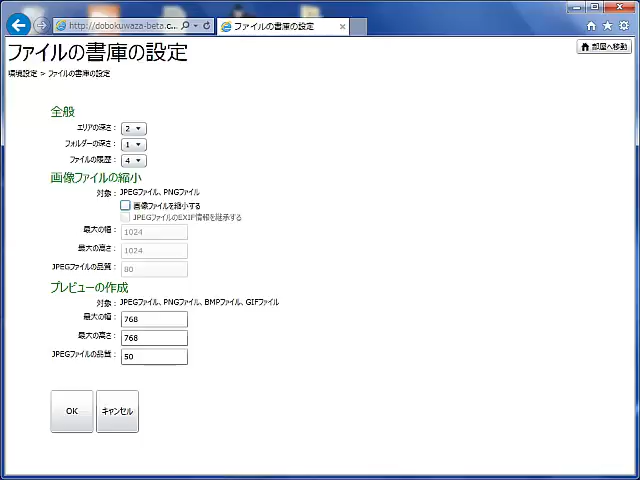 http://dobokuwaza-beta.c...
ファイルの書庫の設定
ファイルの書庫の設定
部屋へ移動
環境設定 > ファイルの書庫の設定
全般
エリアの深さ： 2
フォルダーの深さ： 1
ファイルの履歴： 4
画像ファイルの縮小
対象： JPEGファイル、PNGファイル
画像ファイルを縮小する
JPEGファイルのEXIF情報を継承する
最大の幅： 1024
最大の高さ： 1024
JPEGファイルの品質： 80
プレビューの作成
対象： JPEGファイル、PNGファイル、BMPファイル、GIFファイル
最大の幅： 768
最大の高さ： 768
JPEGファイルの品質： 50
OK キャンセル